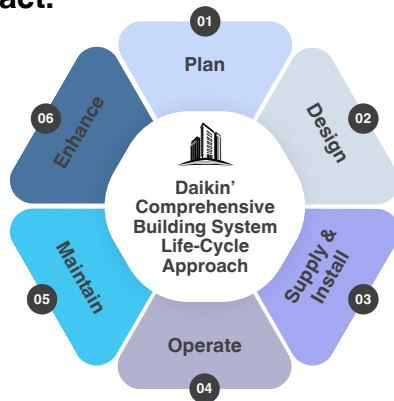 act.
01
Plan
02
Design
03
Supply &
Install
04
Operate
05
Maintain
06
Enhance
Daikin’
Comprehensive
Building System
Life-Cycle
Approach